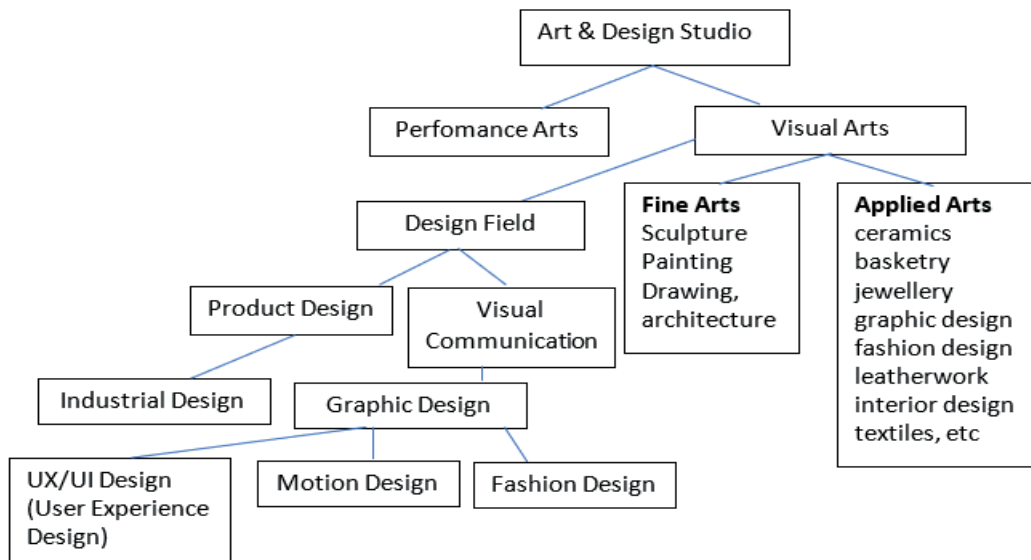 Art & Design Studio
Perfomance Arts
Visual Arts
Design Field
Fine Arts
Sculpture
Painting
Drawing,
architecture
Applied Arts
ceramics
basketry
jewellery
graphic design
fashion design
leatherwork
interior design
textiles, etc
Product Design
Visual
Communication
Industrial Design
Graphic Design
UX/UI Design
(User Experience
Design)
Motion Design
Fashion Design